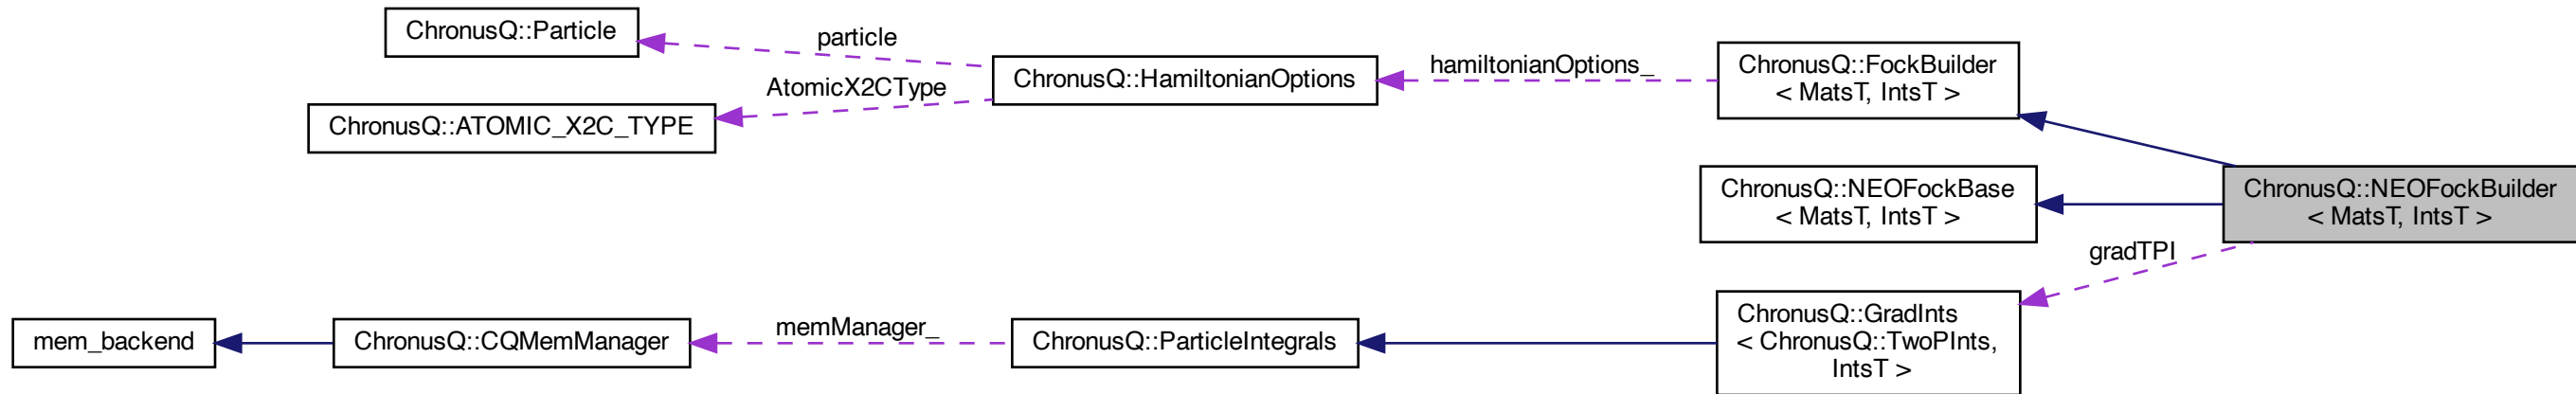 ChronusQ::Particle
particle
AtomicX2CType
ChronusQ::ATOMIC_X2C_TYPE
ChronusQ::HamiltonianOptions
hamiltonianOptions_
ChronusQ::FockBuilder
< MatsT, IntsT >
ChronusQ::NEOFockBase
< MatsT, IntsT >
ChronusQ::NEOFockBuilder
< MatsT, IntsT >
gradTPI
mem_backend
ChronusQ::CQMemManager
memManager_
ChronusQ::ParticleIntegrals
ChronusQ::GradInts
< ChronusQ::TwoPInts,
IntsT >